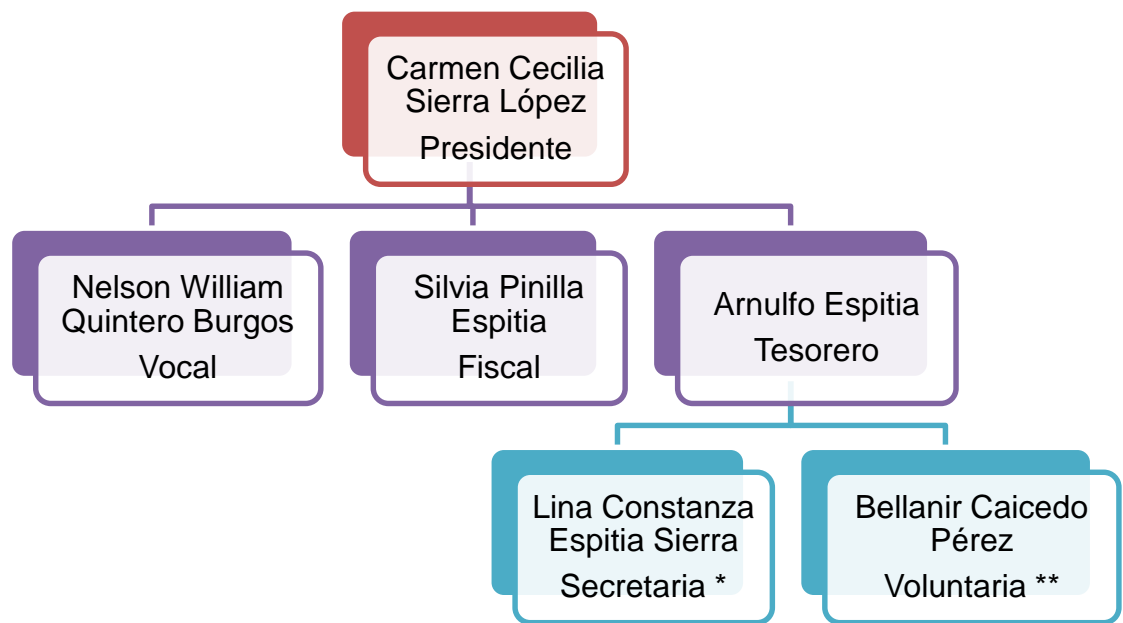 Carmen Cecilia
Sierra López
Presidente
Nelson William
Quintero Burgos
Vocal
Silvia Pinilla
Espitia
Fiscal
Arnulfo Espitia
Tesorero
Lina Constanza
Espitia Sierra
Secretaria *
Bellanir Caicedo
Pérez
Voluntaria **